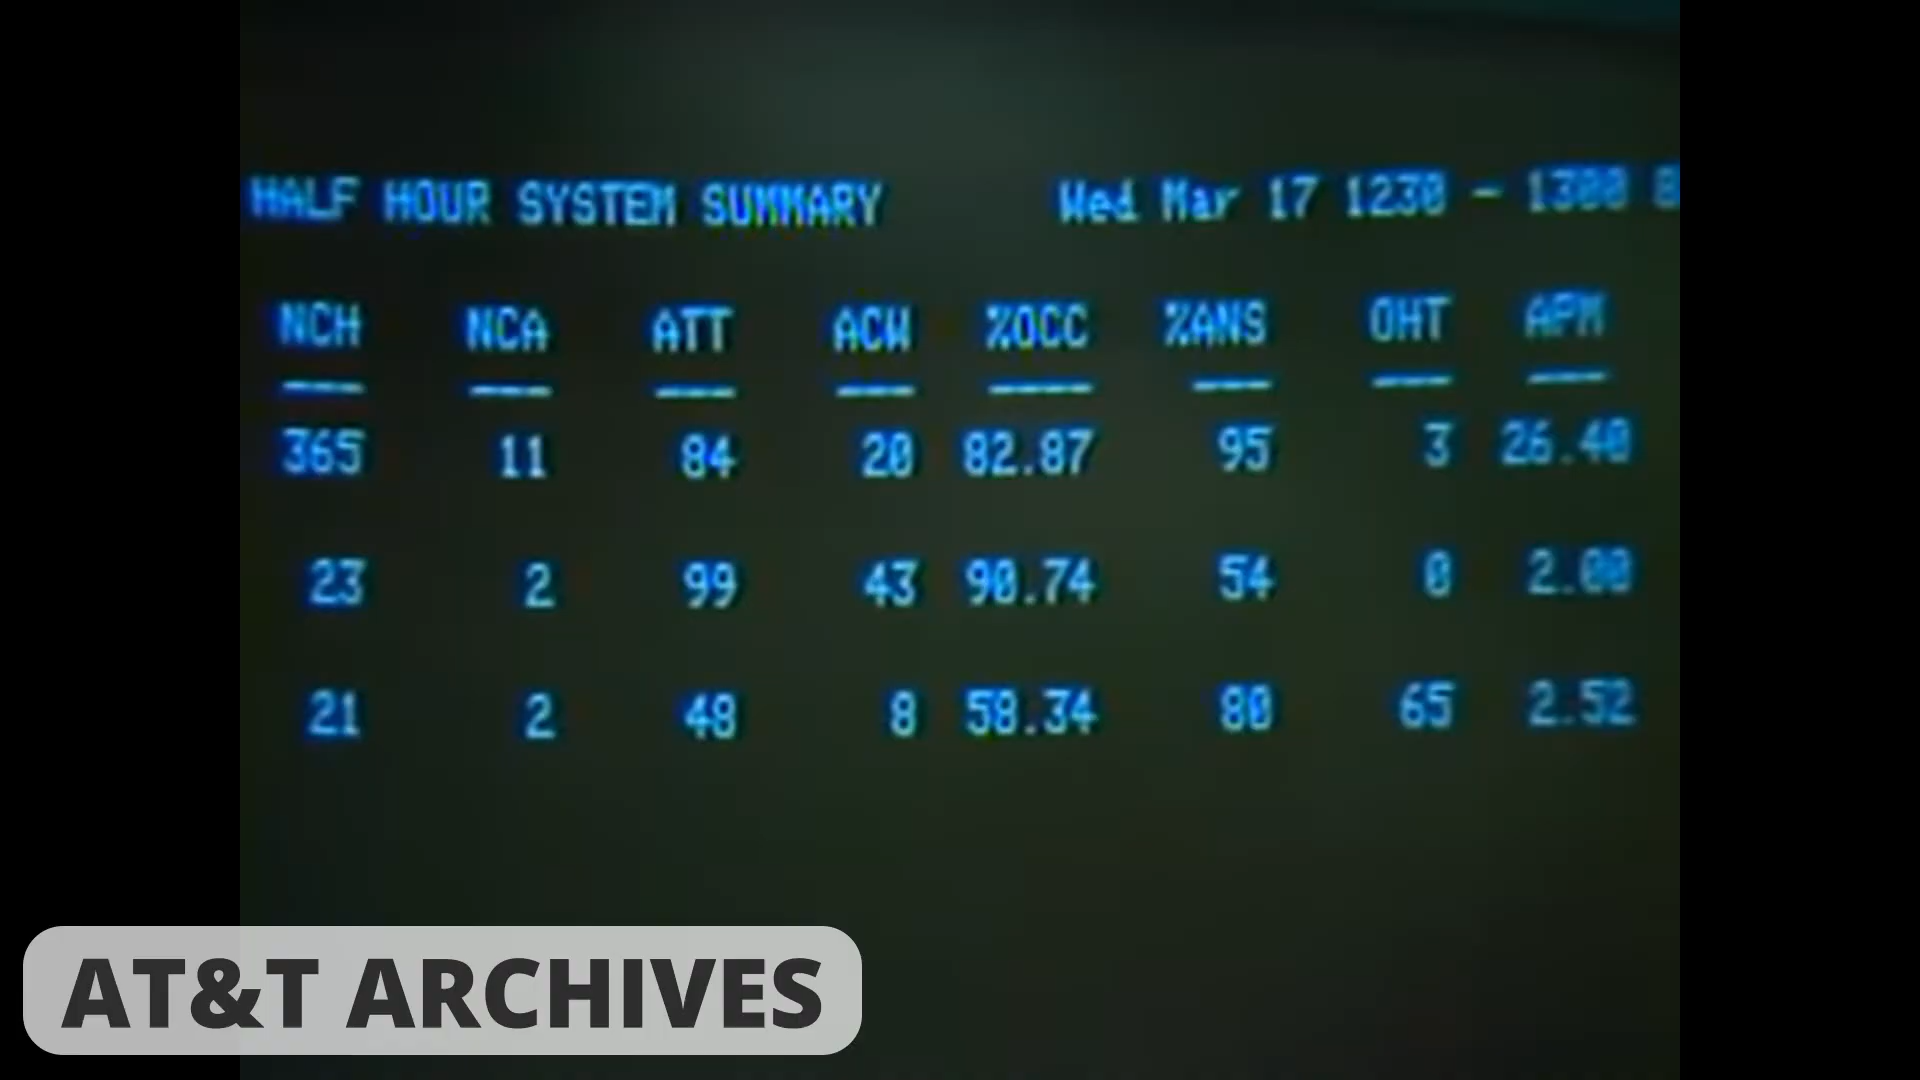 HALF HOUR SYSTEM SUMMARY Wed Mar 17 1230 - 1300 8
NCH NCA ATT ACW %OCC %ANS OHT APM
--- --- --- --- ---- --- --- ---
365 11 84 20 82.87 95 3 26.40
23 2 99 43 90.74 54 0 2.00
21 2 48 8 58.34 80 65 2.52
AT&T ARCHIVES